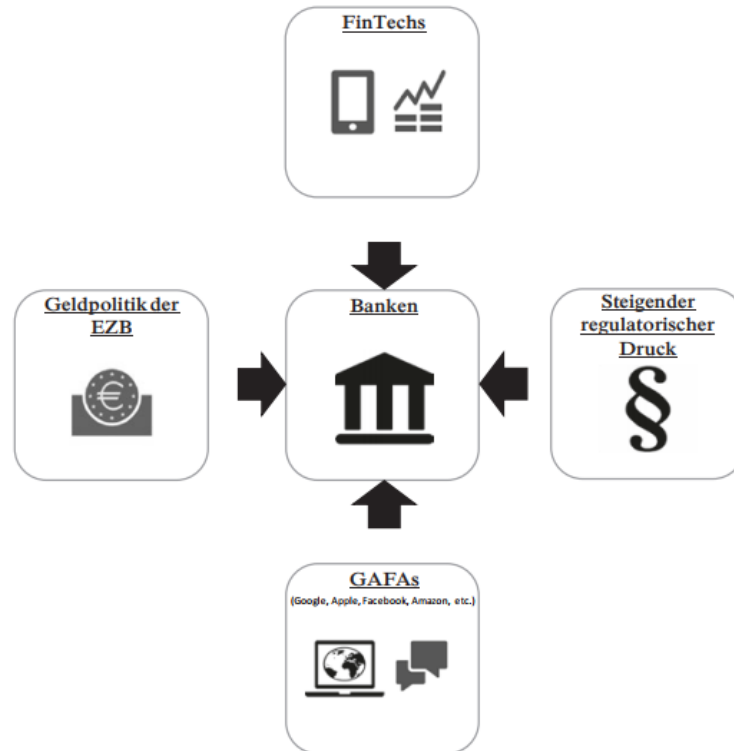 FinTechs
Geldpolitik der
EZB
€
Banken
Steigender
regulatorischer
Druck
§
GAFAs
(Google, Apple, Facebook, Amazon, etc.)